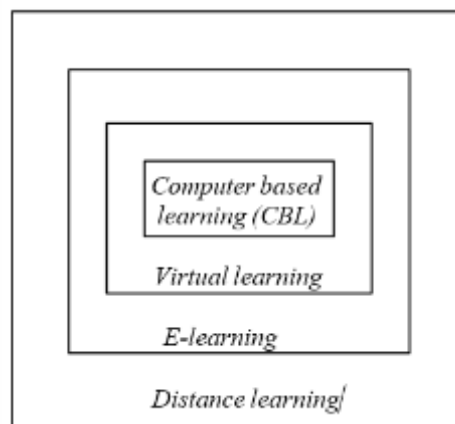 Computer based
learning (CBL)
Virtual learning
E-learning
Distance learning/